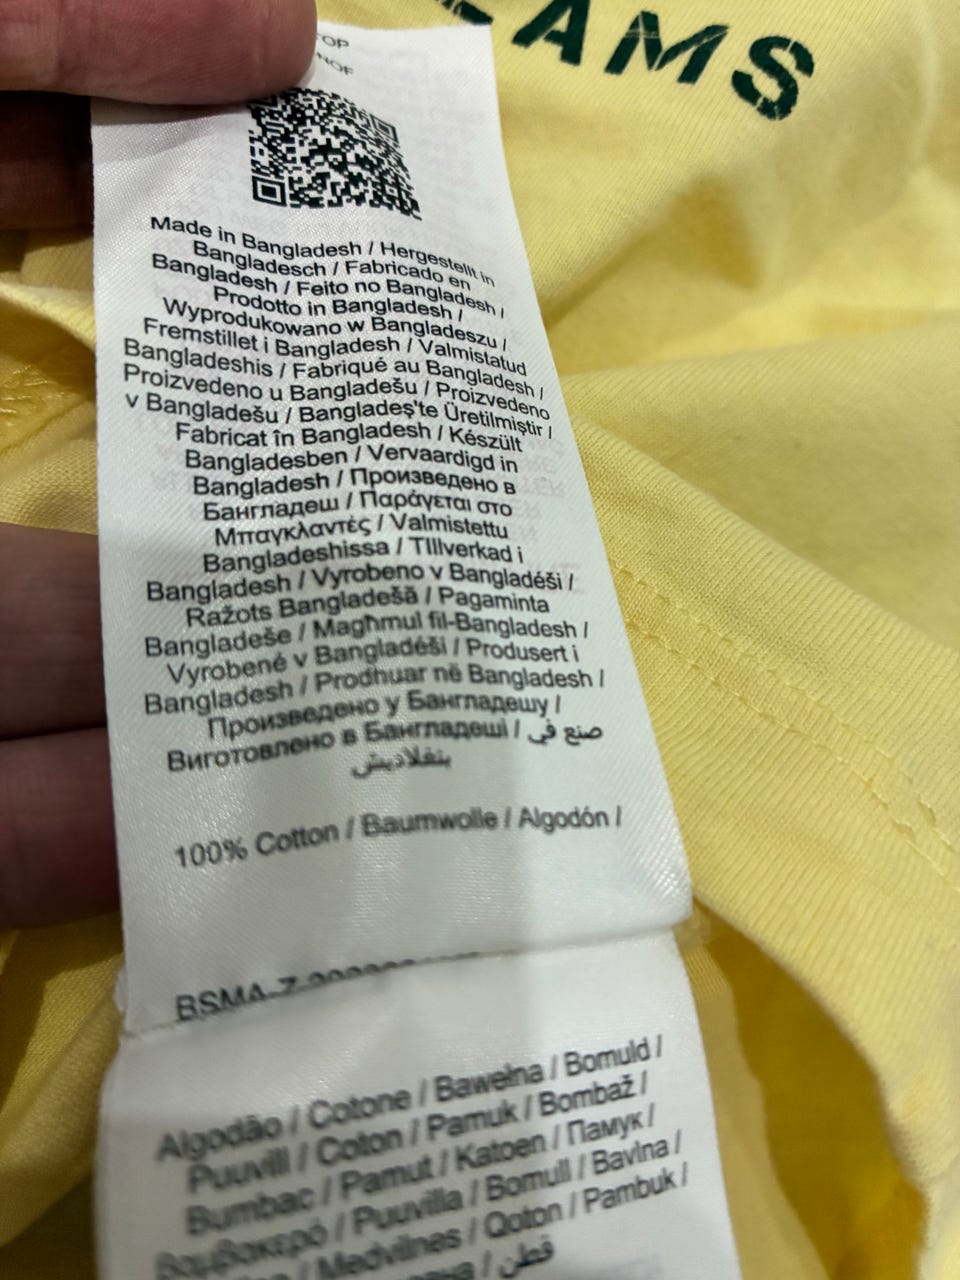 AMS
TOP
Made in Bangladesh / Hergestellt in
Bangladesch / Fabricado en
Bangladesh / Feito no Bangladesh /
Prodotto in Bangladesh /
Wyprodukowano w Bangladeszu /
Fremstillet i Bangladesh / Valmistatud
Bangladeshis / Fabriqué au Bangladesh /
Proizvedeno u Bangladešu / Proizvedeno
v Bangladešu / Bangladeş'te Üretilmiştir /
Fabricat în Bangladesh / Készült
Bangladesben / Vervaardigd in
Bangladesh / Произведено в
Бангладеш / Παράγεται στο
Μπαγκλαντές / Valmistettu
Bangladeshissa / TIllverkad i
Bangladesh / Vyrobeno v Bangladéši /
Ražots Bangladešā / Pagaminta
Bangladeše / Magħmul fil-Bangladesh /
Vyrobené v Bangladéši / Produsert i
Bangladesh / Prodhuar në Bangladesh /
Произведено у Бангладешу /
Виготовлено в Бангладеші / صنع في
بنغلاديش
100% Cotton / Baumwolle / Algodón /
BSMA-Z
Algodão / Cotone / Bawełna / Bomuld /
Puuvill / Coton / Pamuk / Bombaž /
Bumbac / Pamut / Katoen / Памук /
Βαμβακερό / Puuvilla / Bomull / Bavlna /
Medvilnes / Qoton / Pambuk /
قطن